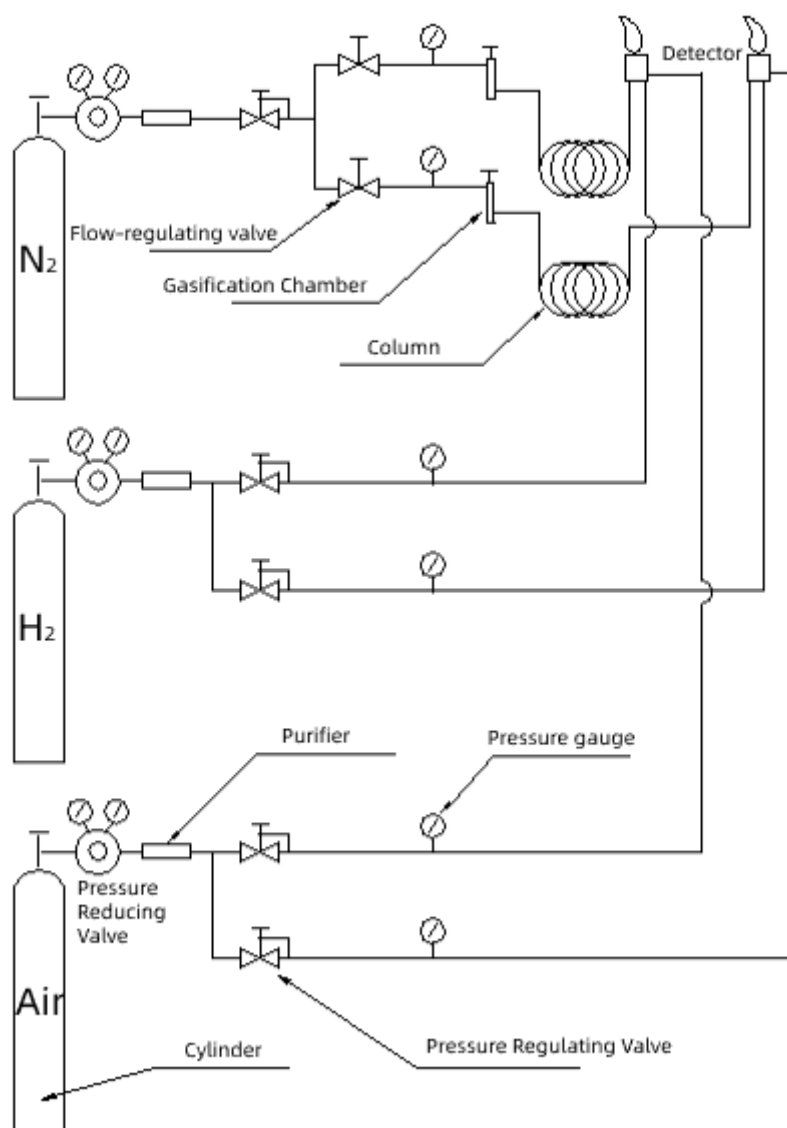 Detector
Flow-regulating valve
N₂
Gasification Chamber
Column
H₂
Purifier
Pressure gauge
Pressure
Reducing
Valve
Air
Pressure Regulating Valve
Cylinder